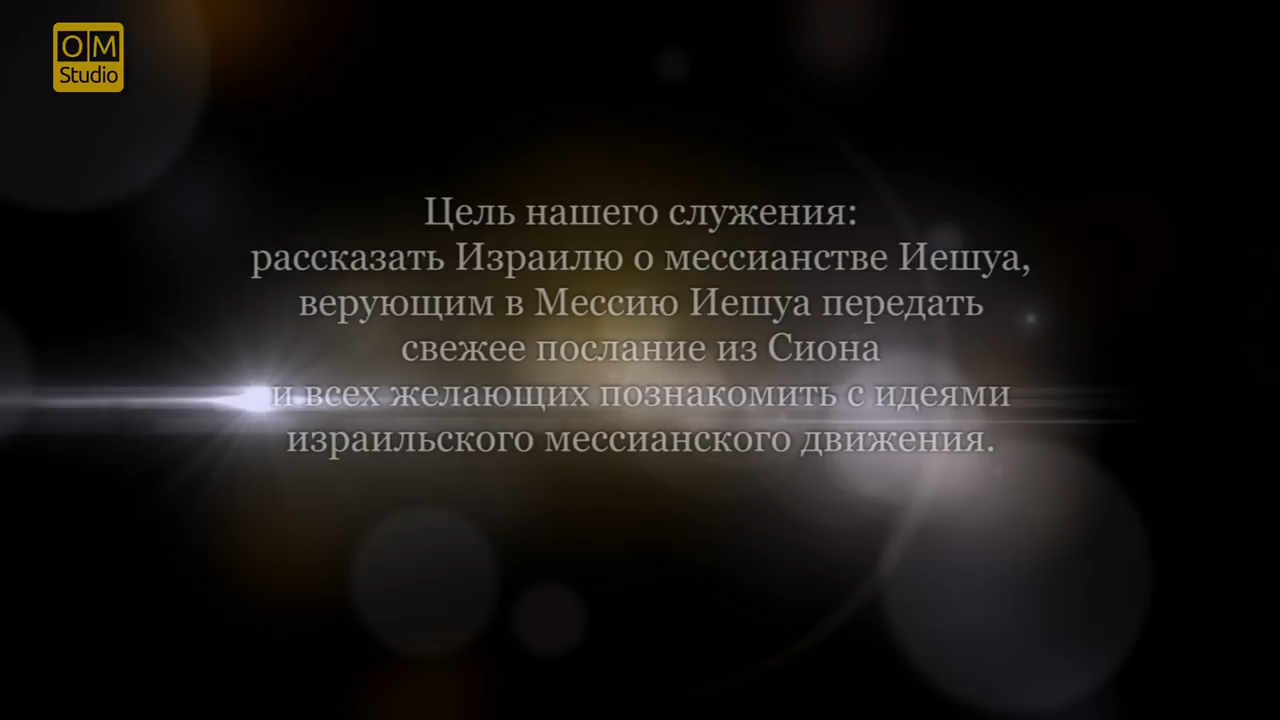 O|M
Studio
Цель нашего служения:
рассказать Израилю о мессианстве Иешуа,
верующим в Мессию Иешуа передать
свежее послание из Сиона
и всех желающих познакомить с идеями
израильского мессианского движения.